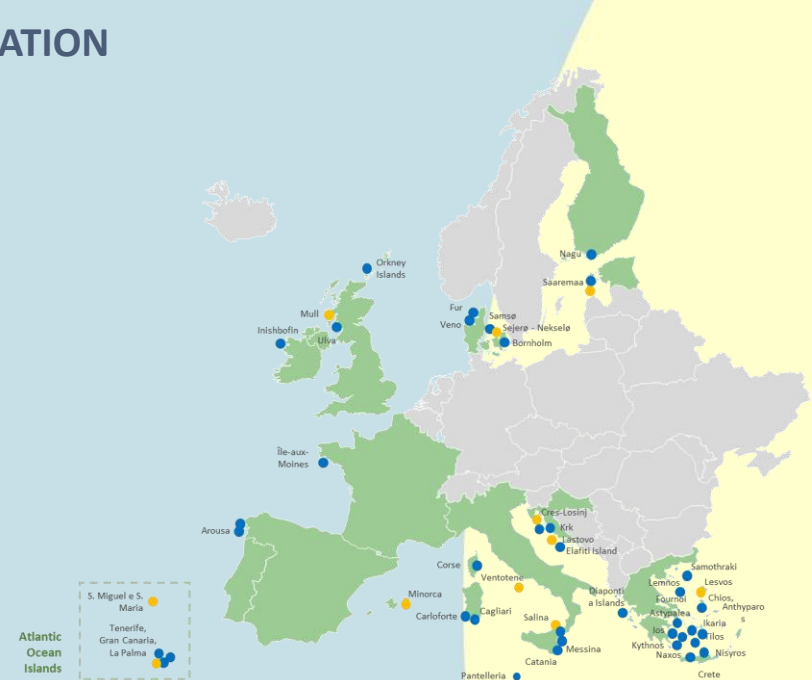 ATION
Orkney
Islands
Nagu
Saaremaa
Mull
Inishbofin
Ulva
Fur
Veno
Samsø
Sejerø - Nekselø
Bornholm
Île-aux-
Moines
Arousa
Cres-Losinj
Krk
Lastovo
Elafiti Island
Corse
Ventotene
Minorca
Carloforte
Cagliari
Salina
Messina
Catania
Pantelleria
Diaponti
a Islands
Samothraki
Lemnos
Lesvos
Fournoi
Chios,
Anthyparo
s
Astypalea
Ikaria
Ios
Tilos
Kythnos
Naxos
Nisyros
Crete
S. Miguel e S.
Maria
Tenerife,
Gran Canaria,
La Palma
Atlantic
Ocean
Islands